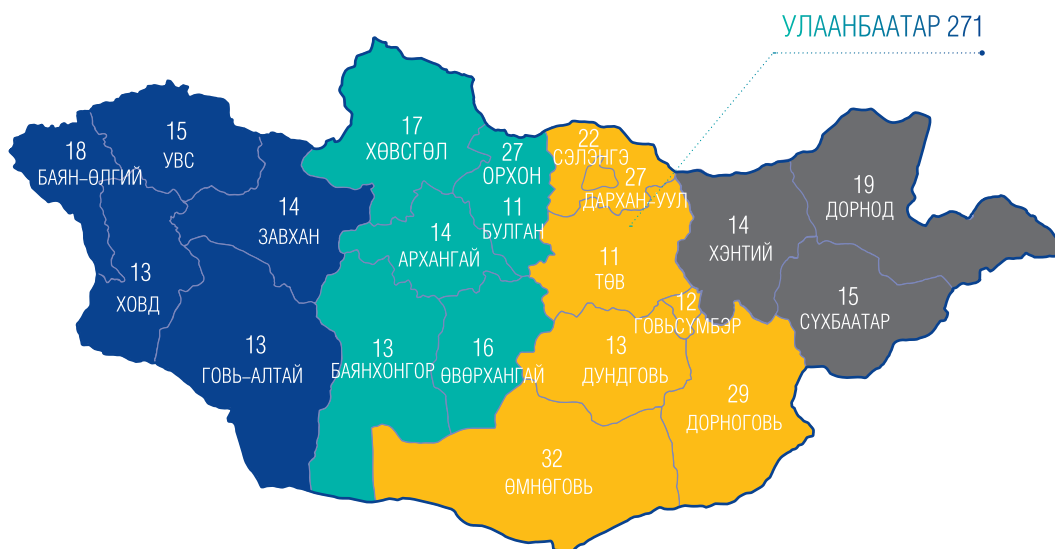 УЛААНБААТАР 271
18
БАЯН-ӨЛГИЙ
15
УВС
13
ХОВД
14
ЗАВХАН
13
ГОВЬ-АЛТАЙ
17
ХӨВСГӨЛ
27
ОРХОН
11
БУЛГАН
14
АРХАНГАЙ
13
БАЯНХОНГОР
16
ӨВӨРХАНГАЙ
22
СЭЛЭНГЭ
27
ДАРХАН-УУЛ
11
ТӨВ
12
ГОВЬСҮМБЭР
13
ДУНДГОВЬ
29
ДОРНОГОВЬ
32
ӨМНӨГОВЬ
14
ХЭНТИЙ
19
ДОРНОД
15
СҮХБААТАР